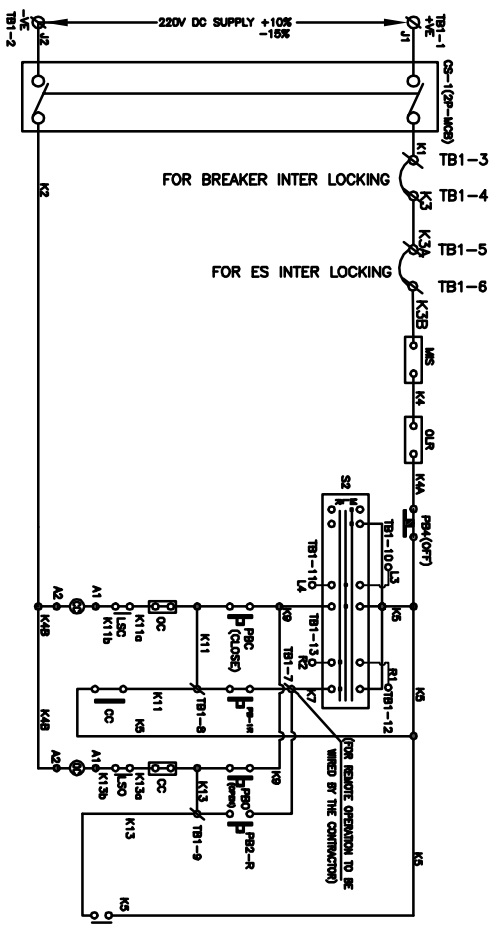 220V DC SUPPLY +10%
-15%
-VE
TB1-2
J2
TB1-1
+VE
J1
CS-1(2P-MCB)
K1
TB1-3
FOR BREAKER INTER LOCKING
K3
TB1-4
K2
K3A
TB1-5
FOR ES INTER LOCKING
TB1-6
K3B
MS
K4
OLR
K4A
S2
PB4(OFF)
TB1-10
L3
TB1-11
L4
K5
TB1-13
R2
R1
TB1-12
K9
TB1-7
K7
K5
A2
A1
LSC
K11b
K11a
OC
K11
PBC
(CLOSE)
K4B
CC
K11
K5
TB1-8
PB-1R
(FOR REMOTE OPERATION TO BE
WIRED BY THE CONTRACTOR)
K4B
A2
A1
K13b
LSO
K13a
CC
K13
K9
PBO
PB2-R
K13
TB1-9
K5
K5